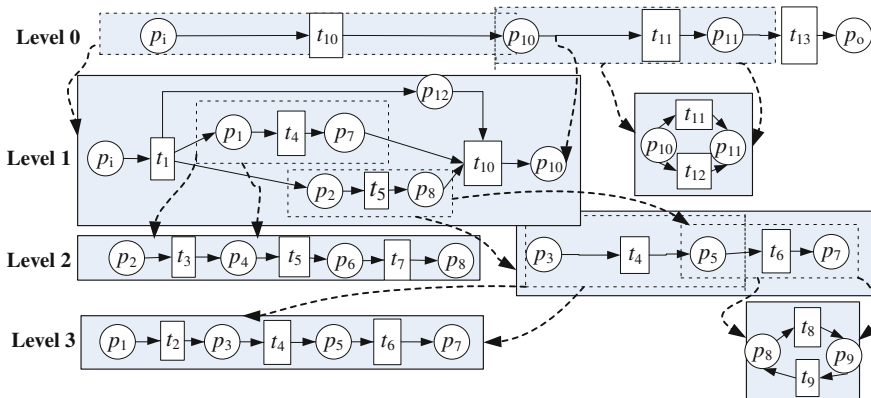 Level 0 pi t10 p10 t11 p11 t13 po
p12
t11
p1 t4 p7
Level 1 pi t1 t10 p10
p10 p11
t12
p2 t5 p8
Level 2 p2 t3 p4 t5 p6 t7 p8
p3 t4 p5 t6 p7
Level 3 p1 t2 p3 t4 p5 t6 p7
t8
p8 p9
t9